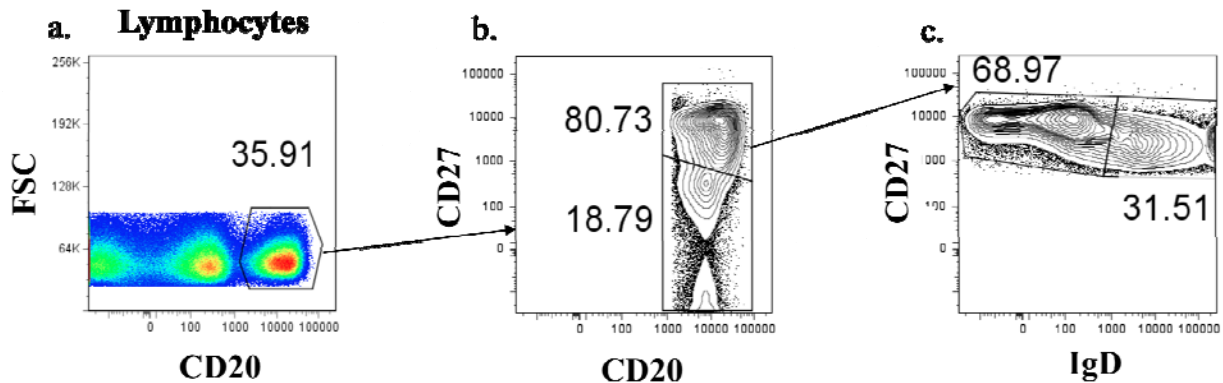 a. Lymphocytes
256K
192K
128K
64K
FSC
35.91
0 100 1000 10000 100000
CD20
b.
100000
10000
1000
100
0
CD27
80.73
18.79
0 100 1000 10000 100000
CD20
c.
100000
10000
1000
100
0
CD27
68.97
31.51
0 100 1000 10000 100000
IgD